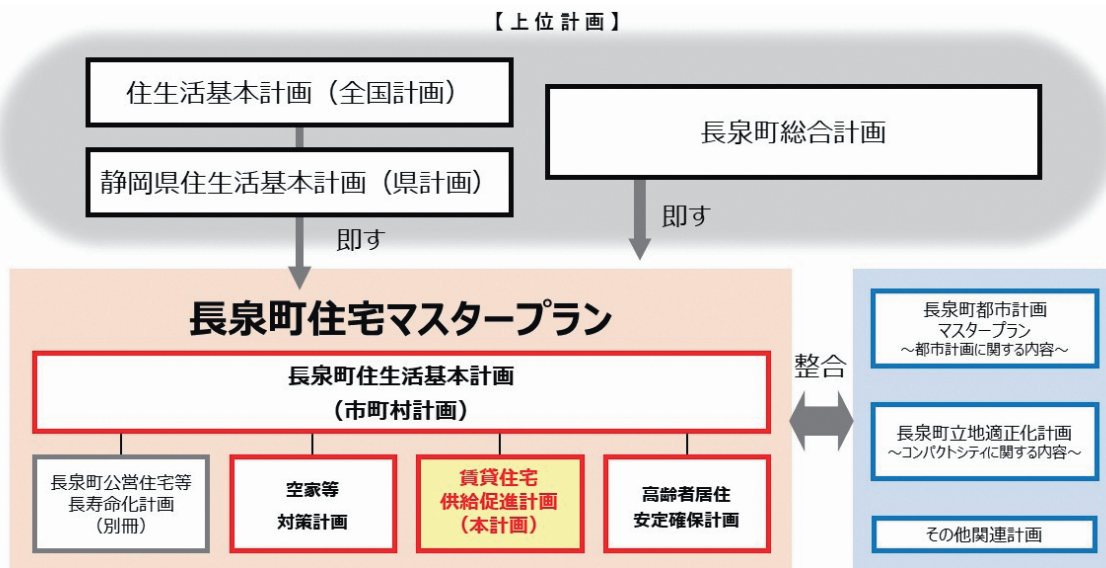 【上位計画】
住生活基本計画（全国計画）
静岡県住生活基本計画（県計画）
長泉町総合計画
即す
即す
長泉町住宅マスタープラン
長泉町住生活基本計画
（市町村計画）
長泉町公営住宅等
長寿命化計画
（別冊）
空家等
対策計画
賃貸住宅
供給促進計画
（本計画）
高齢者居住
安定確保計画
整合
長泉町都市計画
マスタープラン
～都市計画に関する内容～
長泉町立地適正化計画
～コンパクトシティに関する内容～
その他関連計画